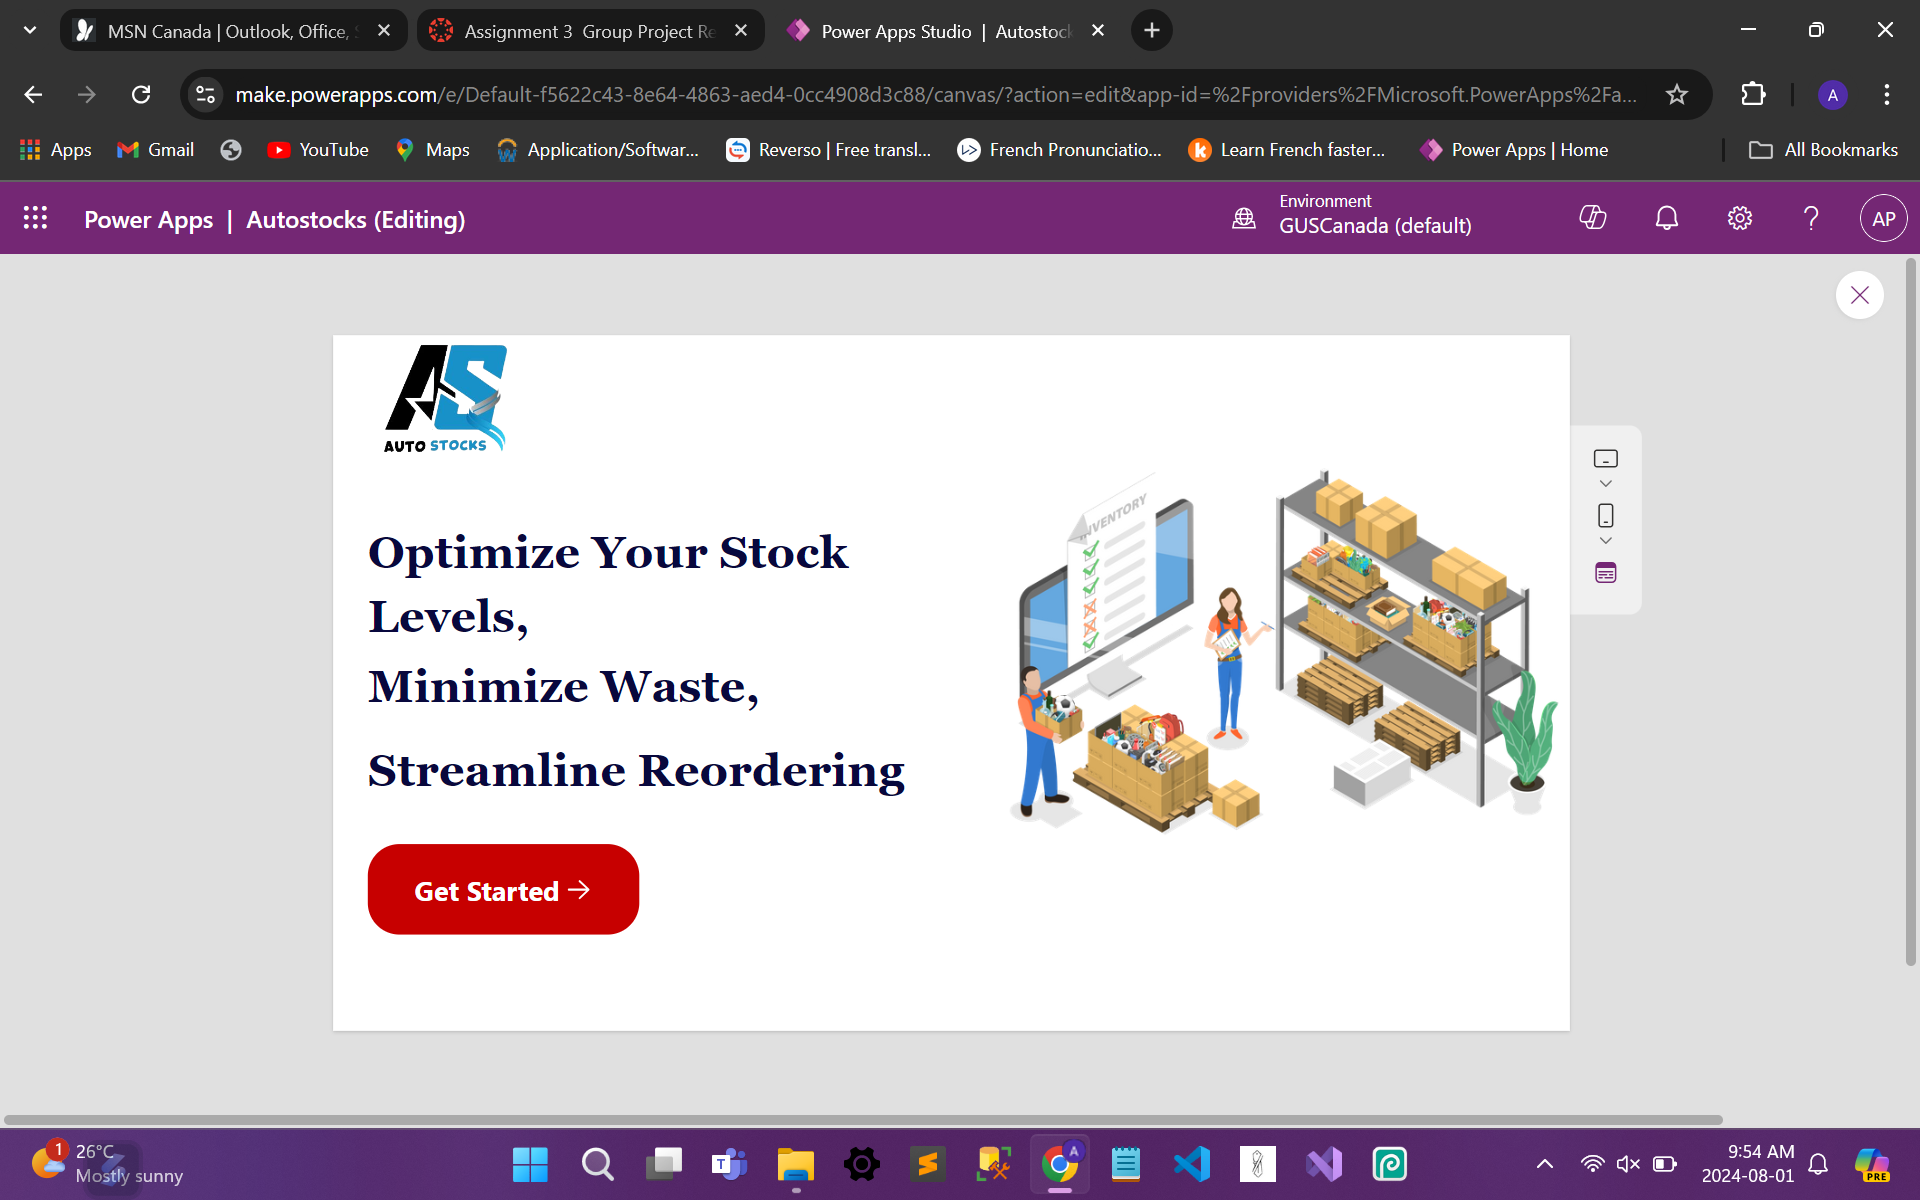 MSN Canada | Outlook, Office,
Assignment 3 Group Project Re
Power Apps Studio | Autostock
make.powerapps.com/e/Default-f5622c43-8e64-4863-aed4-0cc4908d3c88/canvas/?action=edit&app-id=%2Fproviders%2FMicrosoft.PowerApps%2Fa...
A
Apps
Gmail
YouTube
Maps
Application/Softwar...
Reverso | Free transl...
French Pronunciatio...
Learn French faster...
Power Apps | Home
All Bookmarks
Power Apps | Autostocks (Editing)
Environment
GUSCanada (default)
AP
AS
AUTO STOCKS
INVENTORY
Optimize Your Stock
Levels,
Minimize Waste,
Streamline Reordering
Get Started
1
26°C
Mostly sunny
T
A
9:54 AM
2024-08-01
PRE